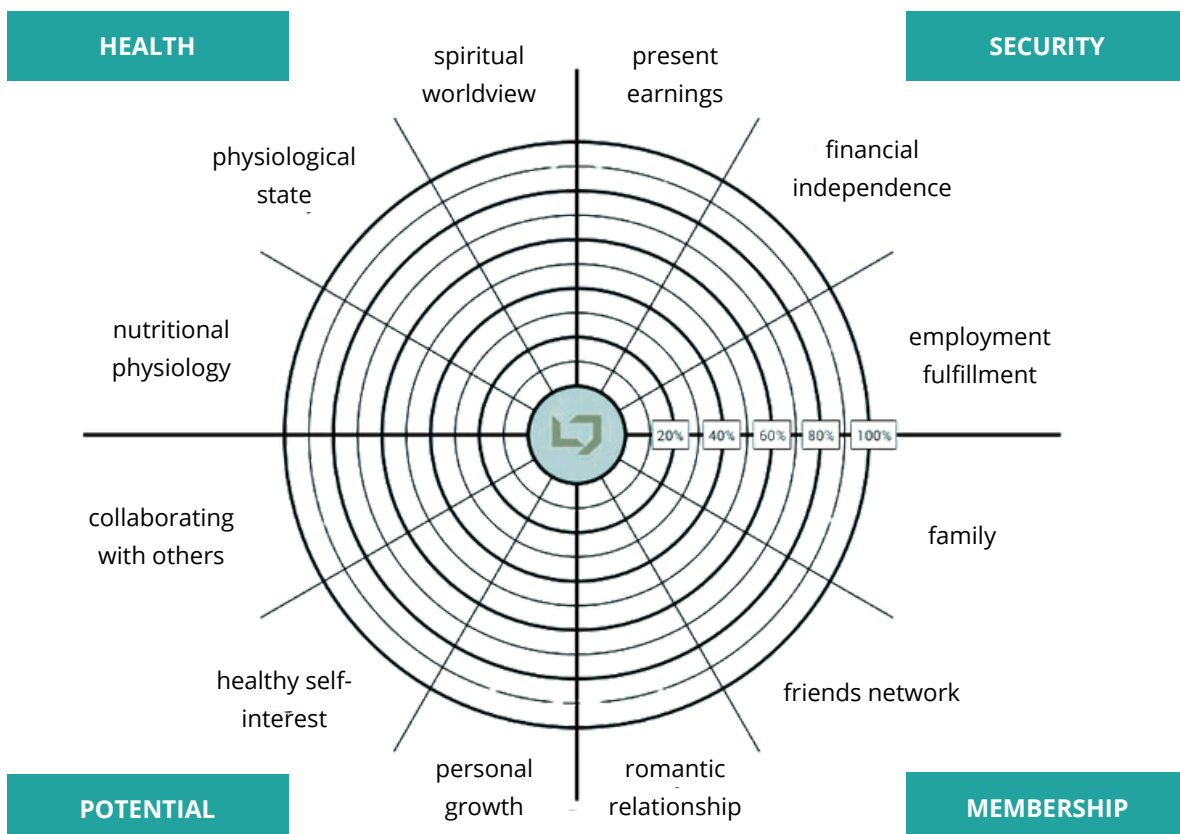 HEALTH
SECURITY
spiritual
worldview
present
earnings
physiological
state
financial
independence
nutritional
physiology
employment
fulfillment
20%
40%
60%
80%
100%
collaborating
with others
family
healthy self-
interest
friends network
personal
growth
romantic
relationship
POTENTIAL
MEMBERSHIP